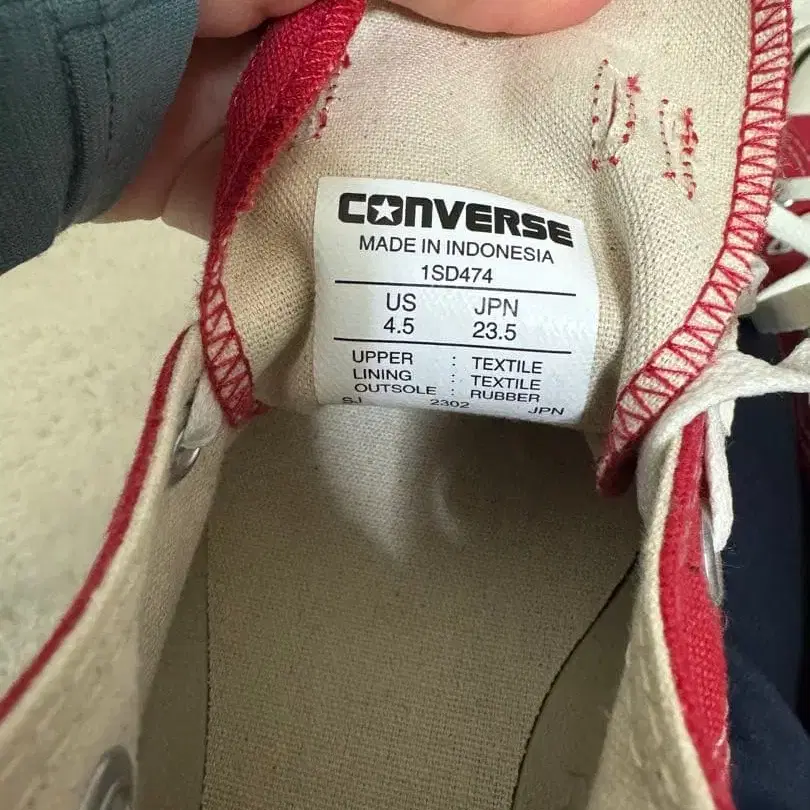 CONVERSE
MADE IN INDONESIA
1SD474
US JPN
4.5 23.5
UPPER : TEXTILE
LINING : TEXTILE
OUTSOLE : RUBBER
SJ 2302 JPN